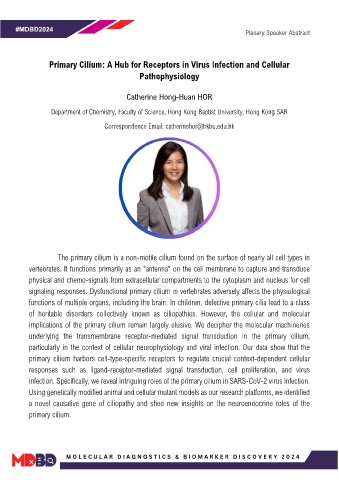 #MDBD2024
Plenary Speaker Abstract
Primary Cilium: A Hub for Receptors in Virus Infection and Cellular
Pathophysiology
Catherine Hong-Huan HOR
Department of Chemistry, Faculty of Science, Hong Kong Baptist University, Hong Kong SAR
Correspondence Email: catherinehor@hkbu.edu.hk
The primary cilium is a non-motile cilium found on the surface of nearly all cell types in
vertebrates. It functions primarily as an "antenna" on the cell membrane to capture and transduce
physical and chemo-signals from extracellular compartments to the cytoplasm and nucleus for cell
signaling responses. Dysfunctional primary cilium in vertebrates adversely affects the physiological
functions of multiple organs, including the brain. In children, defective primary cilia lead to a class
of heritable disorders collectively known as ciliopathies. However, the cellular and molecular
implications of the primary cilium remain largely elusive. We decipher the molecular machineries
underlying the transmembrane receptor-mediated signal transduction in the primary cilium,
particularly in the context of cellular neurophysiology and viral infection. Our data show that the
primary cilium harbors cell-type-specific receptors to regulate crucial context-dependent cellular
responses such as ligand-receptor-mediated signal transduction, cell proliferation, and virus
infection. Specifically, we reveal intriguing roles of the primary cilium in SARS-CoV-2 virus infection.
Using genetically modified animal and cellular mutant models as our research platforms, we identified
a novel causative gene of ciliopathy and shed new insights on the neuroendocrine roles of the
primary cilium.
MDxBD MOLECULAR DIAGNOSTICS & BIOMARKER DISCOVERY 2024